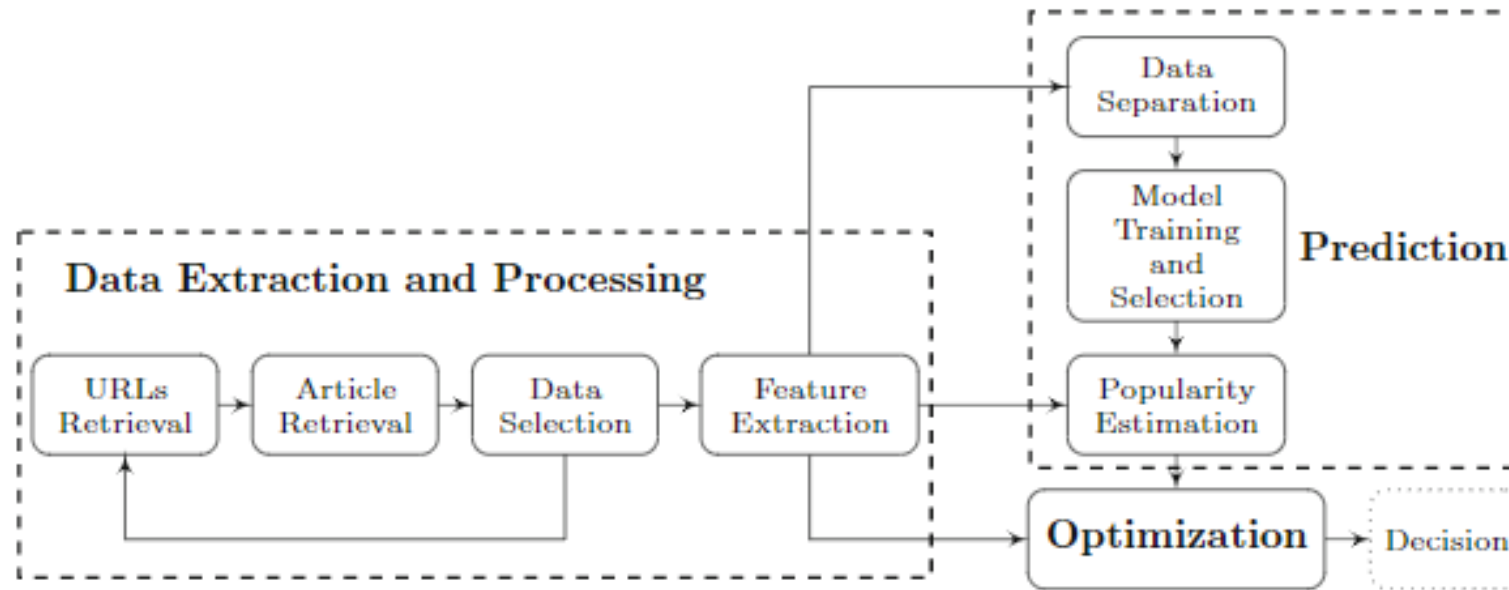 Data
Separation
Model
Training
and
Selection
Prediction
Data Extraction and Processing
URLs
Retrieval
Article
Retrieval
Data
Selection
Feature
Extraction
Popularity
Estimation
Optimization
Decision